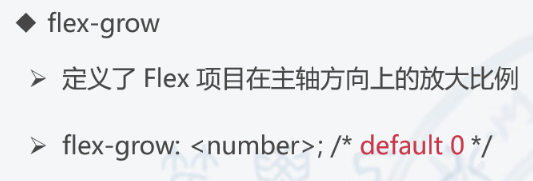 ◆ flex-grow
➢ 定义了 Flex 项目在主轴方向上的放大比例
➢ flex-grow: <number>; /* default 0 */